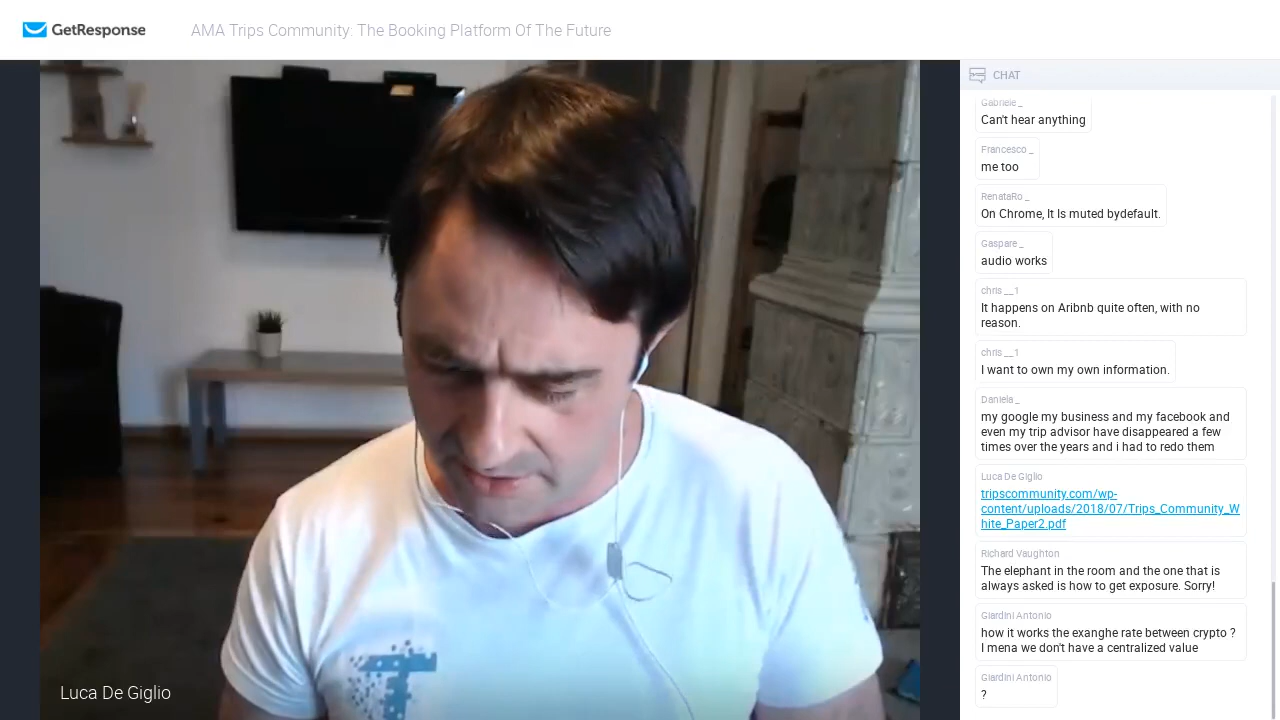 GetResponse
AMA Trips Community: The Booking Platform Of The Future
CHAT
Gabriele _
Can't hear anything
Francesco _
me too
RenataRo _
On Chrome, It Is muted bydefault.
Gaspare _
audio works
chris __1
It happens on Aribnb quite often, with no
reason.
chris __1
I want to own my own information.
Daniela _
my google my business and my facebook and
even my trip advisor have disappeared a few
times over the years and i had to redo them
Luca De Giglio
tripscommunity.com/wp-
content/uploads/2018/07/Trips_Community_W
hite_Paper2.pdf
Richard Vaughton
The elephant in the room and the one that is
always asked is how to get exposure. Sorry!
Giardini Antonio
how it works the exanghe rate between crypto ?
I mena we don't have a centralized value
Giardini Antonio
?
Luca De Giglio
T